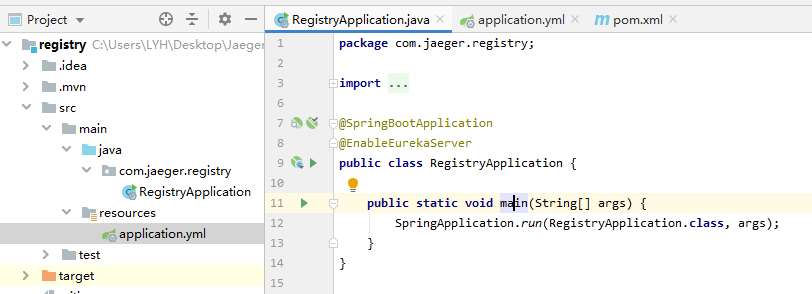 Project
RegistryApplication.java
application.yml
pom.xml
registry C:\Users\LYH\Desktop\Jaeger
.idea
.mvn
src
main
java
com.jaeger.registry
RegistryApplication
resources
application.yml
test
target
1 package com.jaeger.registry;
2
3 import ...
6
7 @SpringBootApplication
8 @EnableEurekaServer
9 public class RegistryApplication {
10
11 public static void main(String[] args) {
12 SpringApplication.run(RegistryApplication.class, args);
13 }
14 }
15